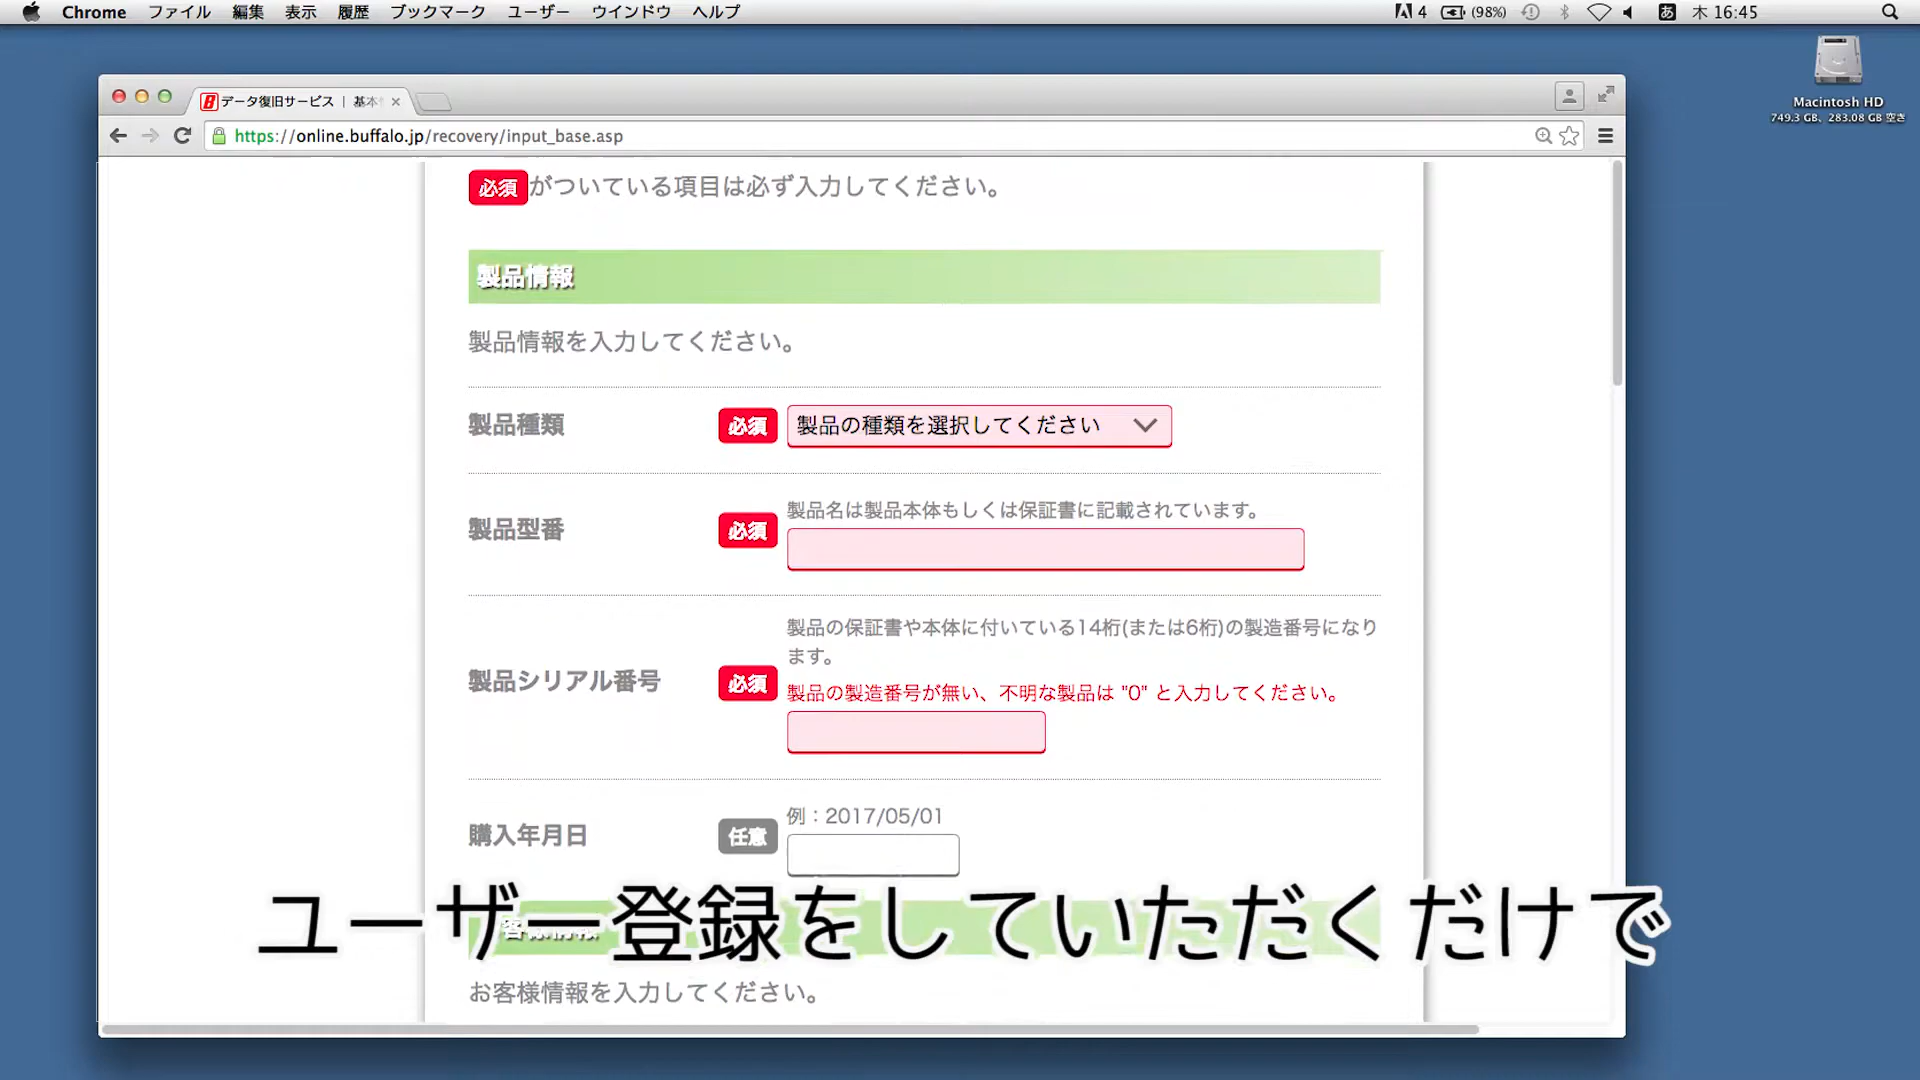 Chrome ファイル 編集 表示 履歴 ブックマーク ユーザー ウインドウ ヘルプ 4 (98%) あ 木 16:45
Macintosh HD
749.3 GB、283.08 GB 空き
B データ復旧サービス | 基本
https://online.buffalo.jp/recovery/input_base.asp
必須がついている項目は必ず入力してください。
製品情報
製品情報を入力してください。
製品種類 必須 製品の種類を選択してください
製品名は製品本体もしくは保証書に記載されています。
製品型番 必須
製品の保証書や本体に付いている14桁(または6桁)の製造番号になり
ます。
製品シリアル番号 必須
製品の製造番号が無い、不明な製品は "0" と入力してください。
例：2017/05/01
購入年月日 任意
ユーザー登録をしていただくだけで
お客様情報を入力してください。